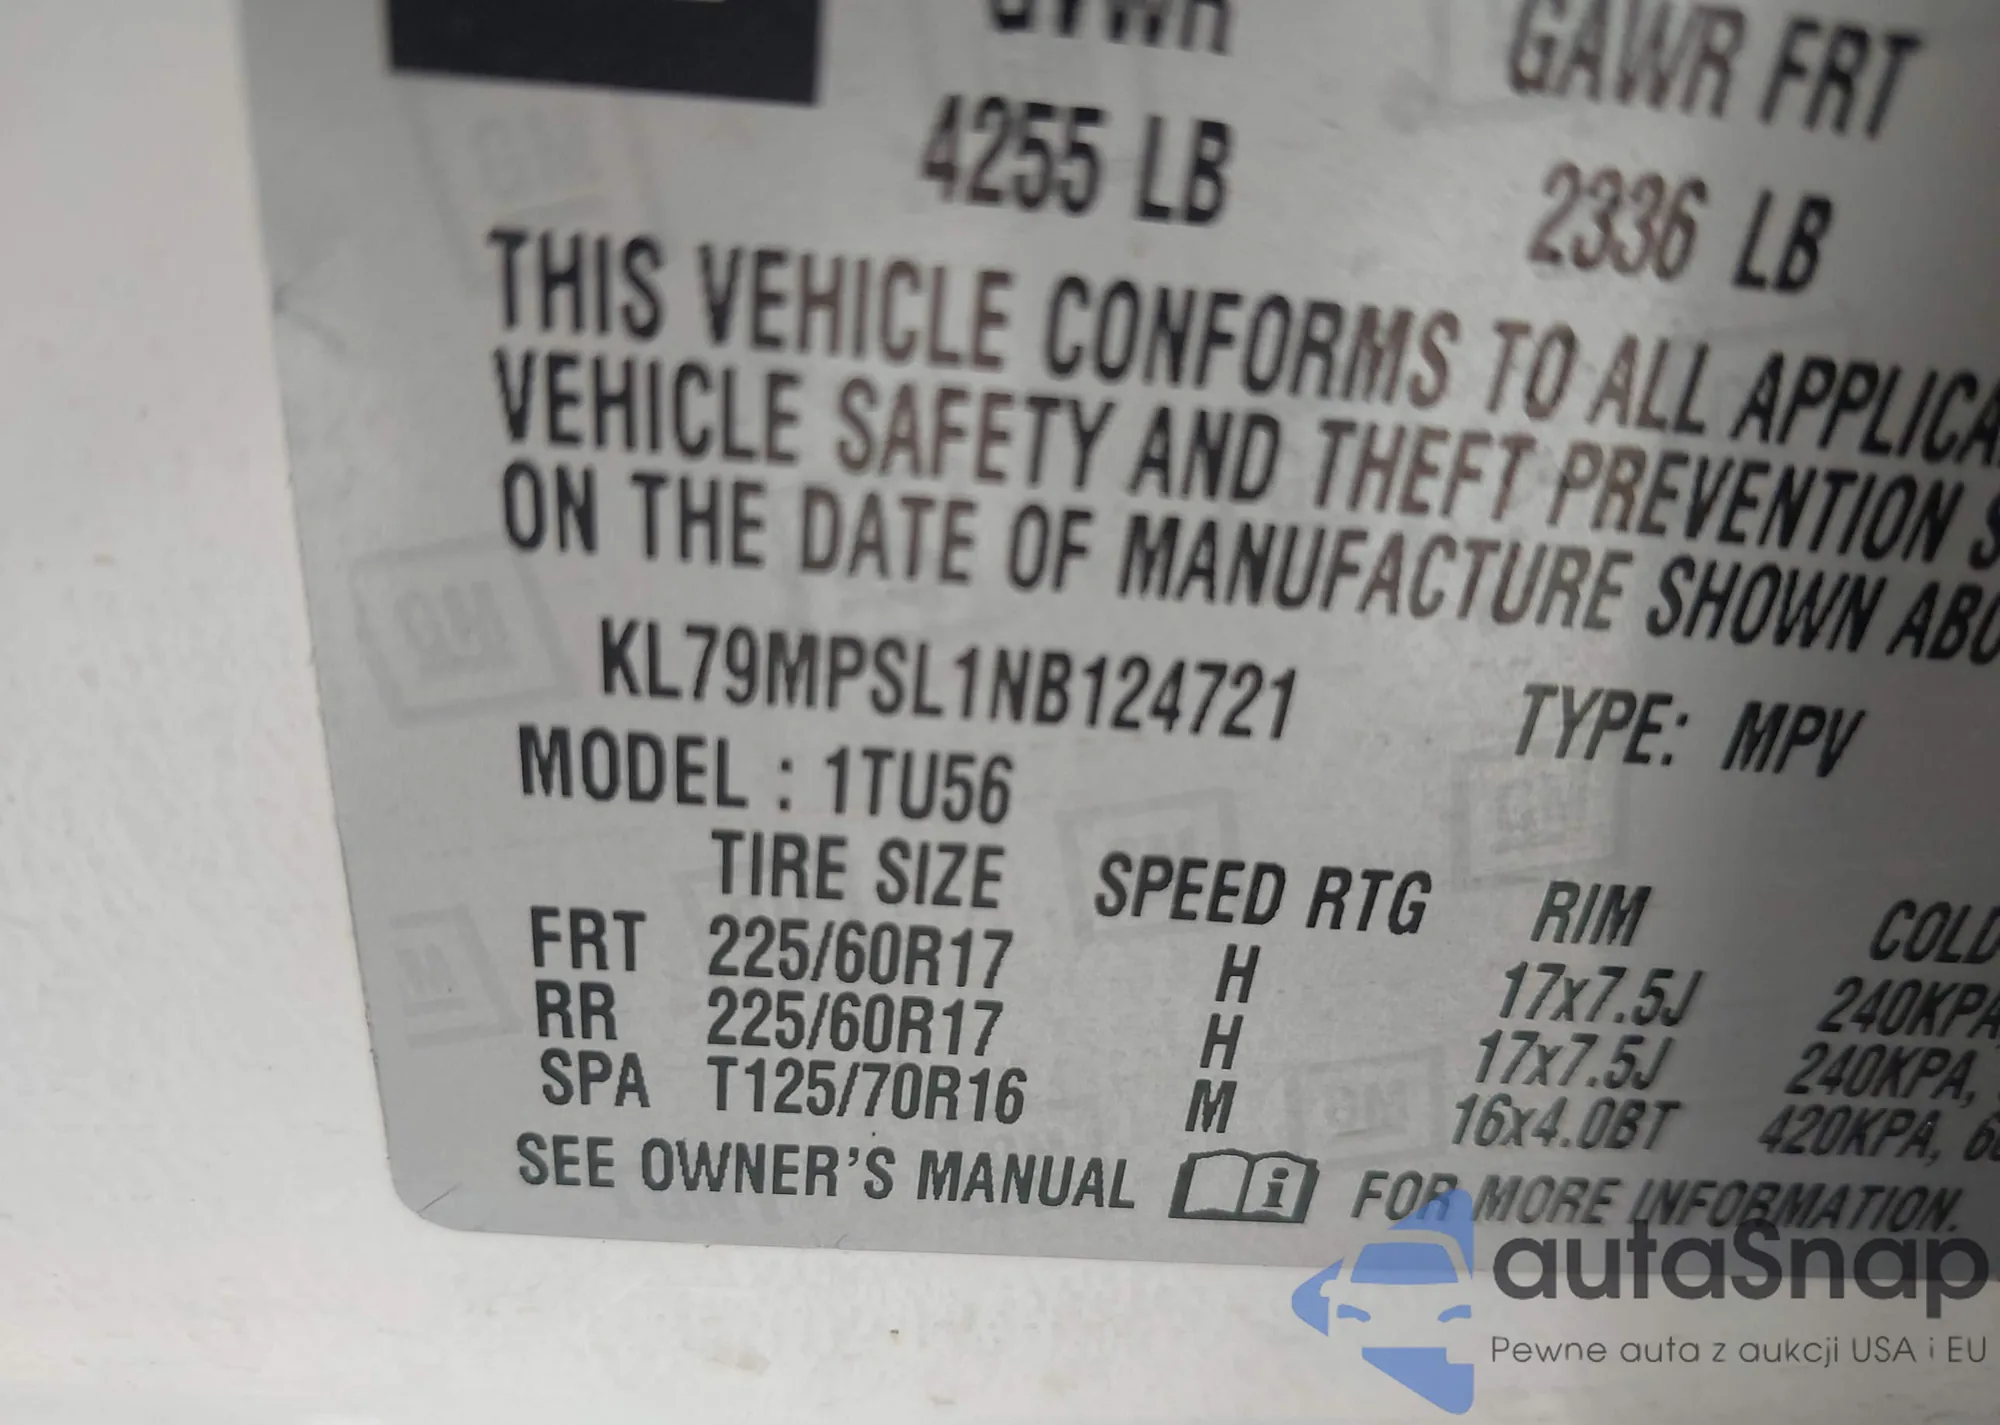 GVWR GAWR FRT
4255 LB 2336 LB
THIS VEHICLE CONFORMS TO ALL APPLICA
VEHICLE SAFETY AND THEFT PREVENTION S
ON THE DATE OF MANUFACTURE SHOWN ABO
KL79MPSL1NB124721 TYPE: MPV
MODEL : 1TU56
TIRE SIZE SPEED RTG RIM COLD
FRT 225/60R17 H 17x7.5J 240KPA,
RR 225/60R17 H 17x7.5J 240KPA,
SPA T125/70R16 M 16x4.0BT 420KPA, 60
SEE OWNER'S MANUAL i FOR MORE INFORMATION.
autaSnap
Pewne auta z aukcji USA i EU